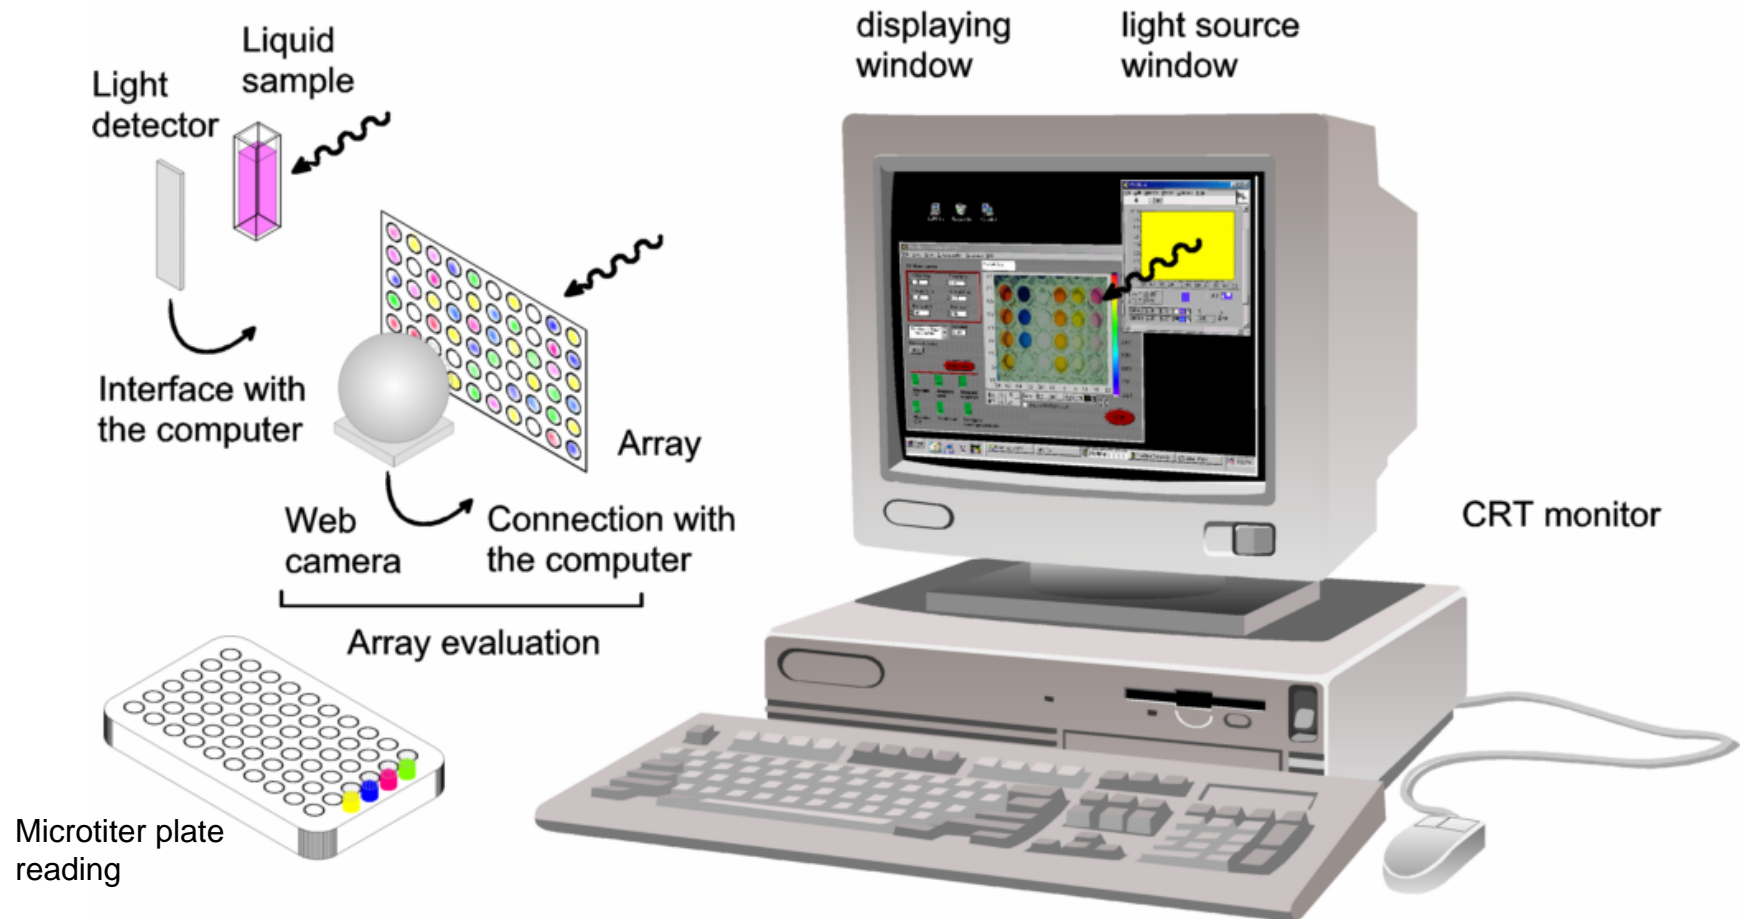 displaying
window
light source
window
Liquid
sample
Light
detector
Interface with
the computer
Array
Web
camera
Connection with
the computer
Array evaluation
CRT monitor
Microtiter plate
reading